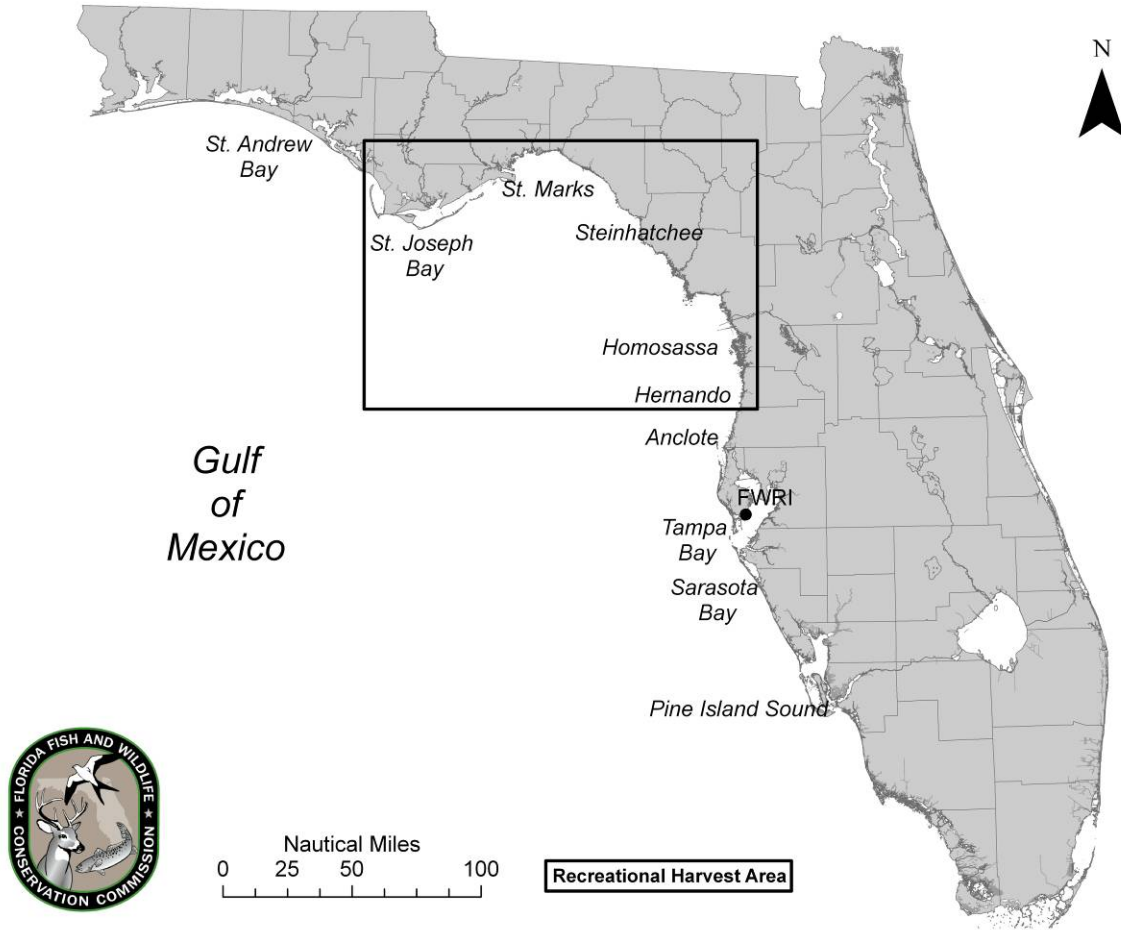 N
St. Andrew
Bay
St. Marks
St. Joseph
Bay
Steinhatchee
Homosassa
Hernando
Anclote
Gulf
of
Mexico
FWRI
Tampa
Bay
Sarasota
Bay
Pine Island Sound
FLORIDA FISH AND WILDLIFE
CONSERVATION COMMISSION
Nautical Miles
0 25 50 100
Recreational Harvest Area